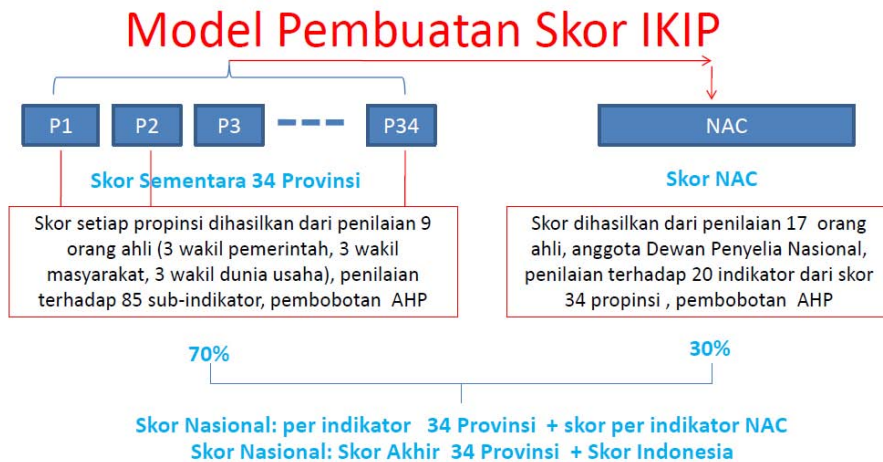 Model Pembuatan Skor IKIP
P1 P2 P3 P34 NAC
Skor Sementara 34 Provinsi
Skor NAC
Skor setiap propinsi dihasilkan dari penilaian 9
orang ahli (3 wakil pemerintah, 3 wakil
masyarakat, 3 wakil dunia usaha), penilaian
terhadap 85 sub-indikator, pembobotan AHP
Skor dihasilkan dari penilaian 17 orang
ahli, anggota Dewan Penyelia Nasional,
penilaian terhadap 20 indikator dari skor
34 propinsi , pembobotan AHP
70%
30%
Skor Nasional: per indikator 34 Provinsi + skor per indikator NAC
Skor Nasional: Skor Akhir 34 Provinsi + Skor Indonesia